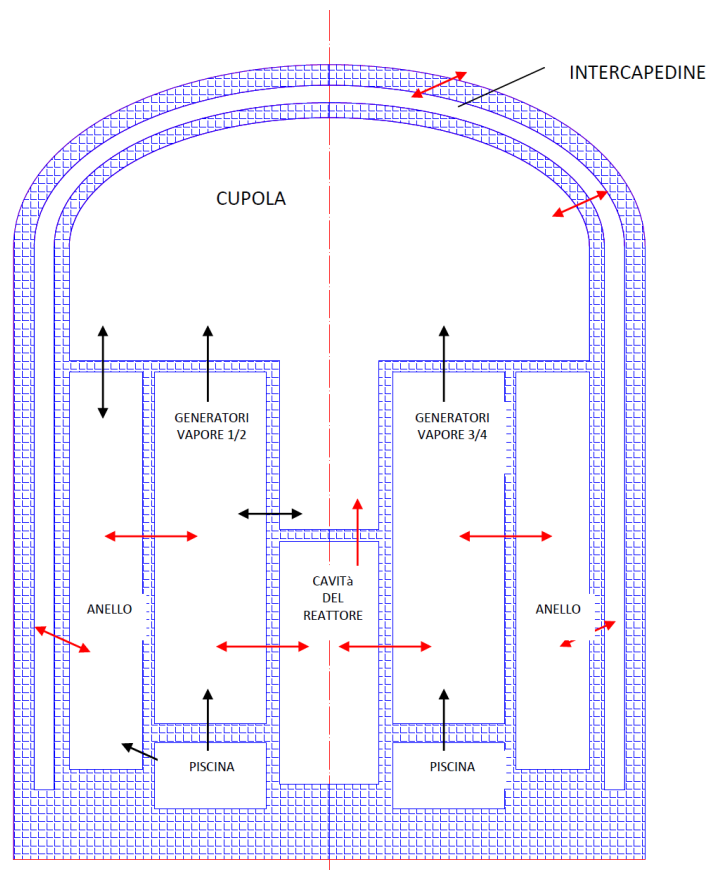 INTERCAPEDINE
CUPOLA
GENERATORI
VAPORE 1/2
GENERATORI
VAPORE 3/4
CAVITà
DEL
REATTORE
ANELLO
ANELLO
PISCINA
PISCINA